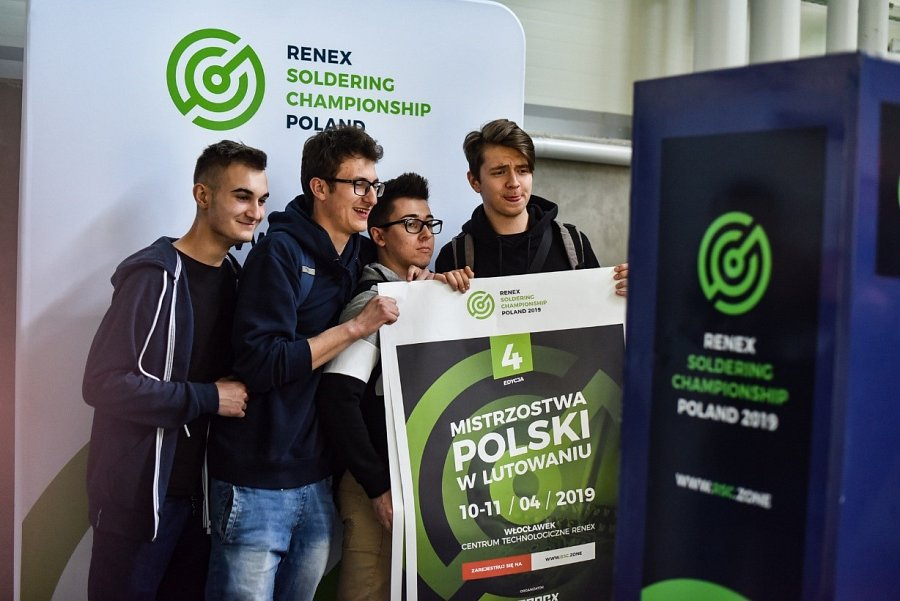 RENEX
SOLDERING
CHAMPIONSHIP
POLAND
RENEX
SOLDERING
CHAMPIONSHIP
POLAND 2019
4
EDYCJA
MISTRZOSTWA
POLSKI
W LUTOWANIU
10-11 / 04 / 2019
WŁOCŁAWEK
CENTRUM TECHNOLOGICZNE RENEX
ZAREJESTRUJ SIĘ NA
WWW.RSC.ZONE
ORGANIZATOR
RENEX
RENEX
SOLDERING
CHAMPIONSHIP
POLAND 2019
WWW.RSC.ZONE